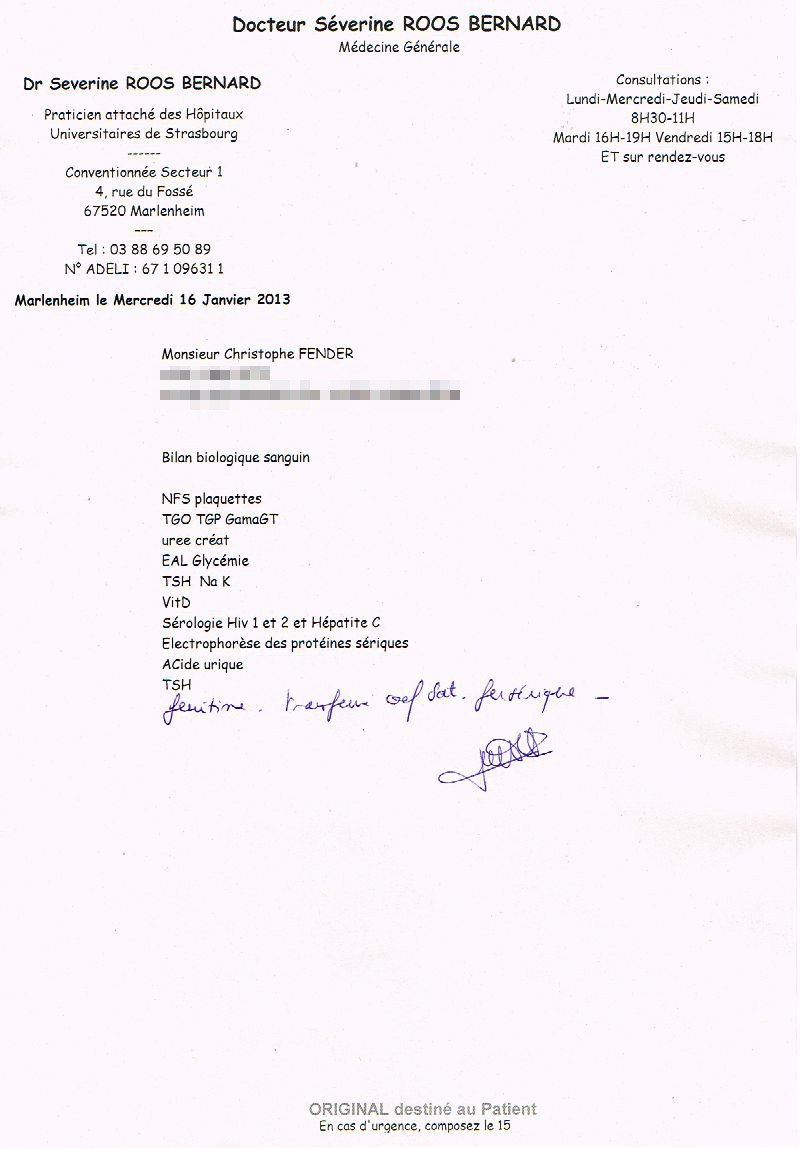 Docteur Séverine ROOS BERNARD
Médecine Générale
Dr Severine ROOS BERNARD
Praticien attaché des Hôpitaux
Universitaires de Strasbourg
------
Conventionnée Secteur 1
4, rue du Fossé
67520 Marlenheim
---
Tel : 03 88 69 50 89
N° ADELI : 67 1 09631 1
Consultations :
Lundi-Mercredi-Jeudi-Samedi
8H30-11H
Mardi 16H-19H Vendredi 15H-18H
ET sur rendez-vous
Marlenheim le Mercredi 16 Janvier 2013
Monsieur Christophe FENDER
Bilan biologique sanguin
NFS plaquettes
TGO TGP GamaGT
uree créat
EAL Glycémie
TSH Na K
VitD
Sérologie Hiv 1 et 2 et Hépatite C
Electrophorèse des protéines sériques
ACide urique
TSH
ferritine. coef sat.
ORIGINAL destiné au Patient
En cas d'urgence, composez le 15